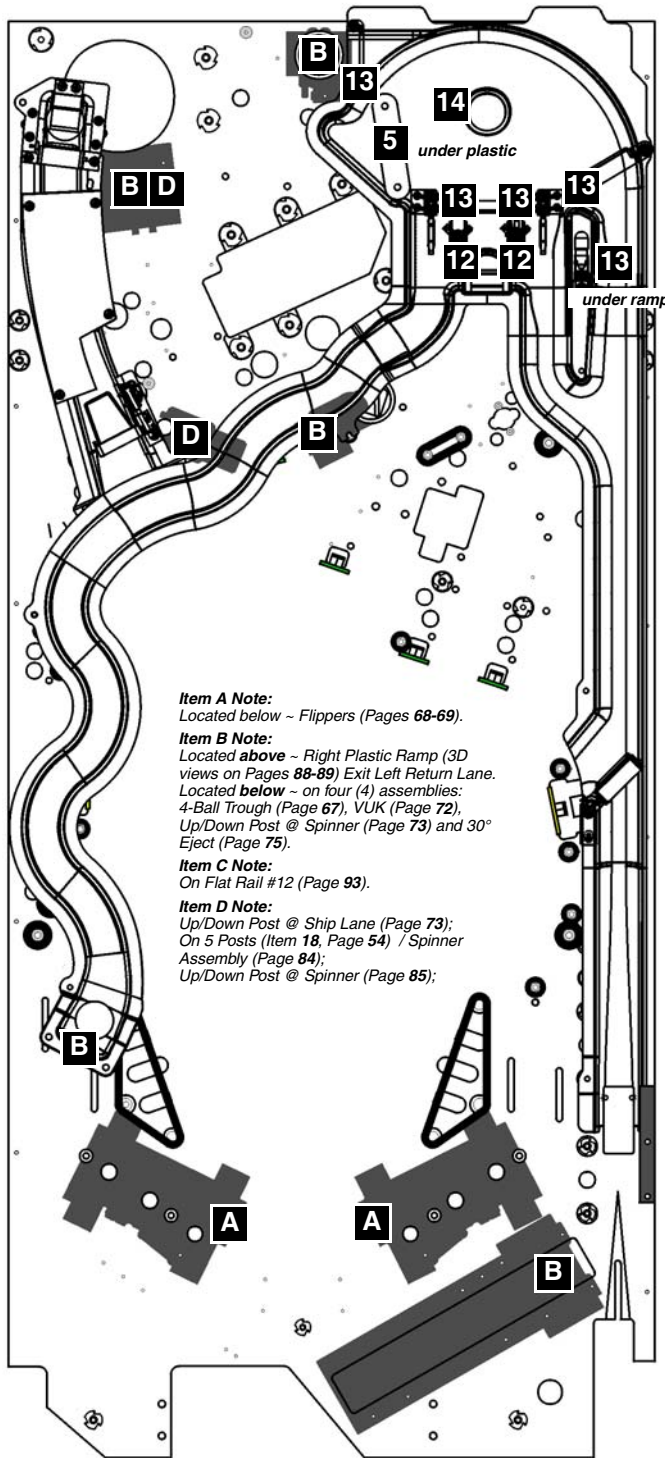 B
13
14
5
under plastic
B D
13 13 13
12 12
13
under ramp
D
B
Item A Note:
Located below ~ Flippers (Pages 68-69).
Item B Note:
Located above ~ Right Plastic Ramp (3D
views on Pages 88-89) Exit Left Return Lane.
Located below ~ on four (4) assemblies:
4-Ball Trough (Page 67), VUK (Page 72),
Up/Down Post @ Spinner (Page 73) and 30°
Eject (Page 75).
Item C Note:
On Flat Rail #12 (Page 93).
Item D Note:
Up/Down Post @ Ship Lane (Page 73);
On 5 Posts (Item 18, Page 54) / Spinner
Assembly (Page 84);
Up/Down Post @ Spinner (Page 85);
B
A
A
B